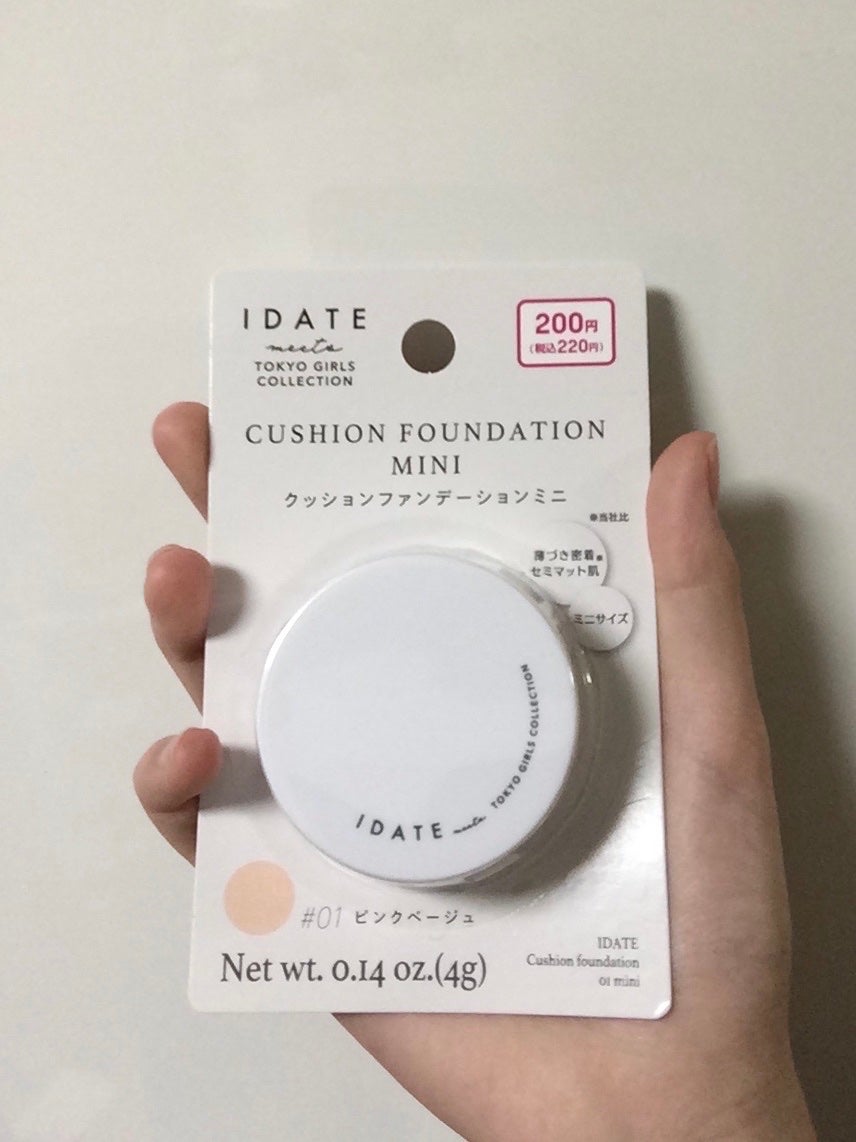 IDATE
meets
TOKYO GIRLS
COLLECTION
200円
(税込220円)
CUSHION FOUNDATION
MINI
クッションファンデーションミニ
※当社比
薄づき密着※
セミマット肌
ミニサイズ
IDATE meets TOKYO GIRLS COLLECTION
#01 ピンクベージュ
Net wt. 0.14 oz.(4g)
IDATE
Cushion foundation
01 mini